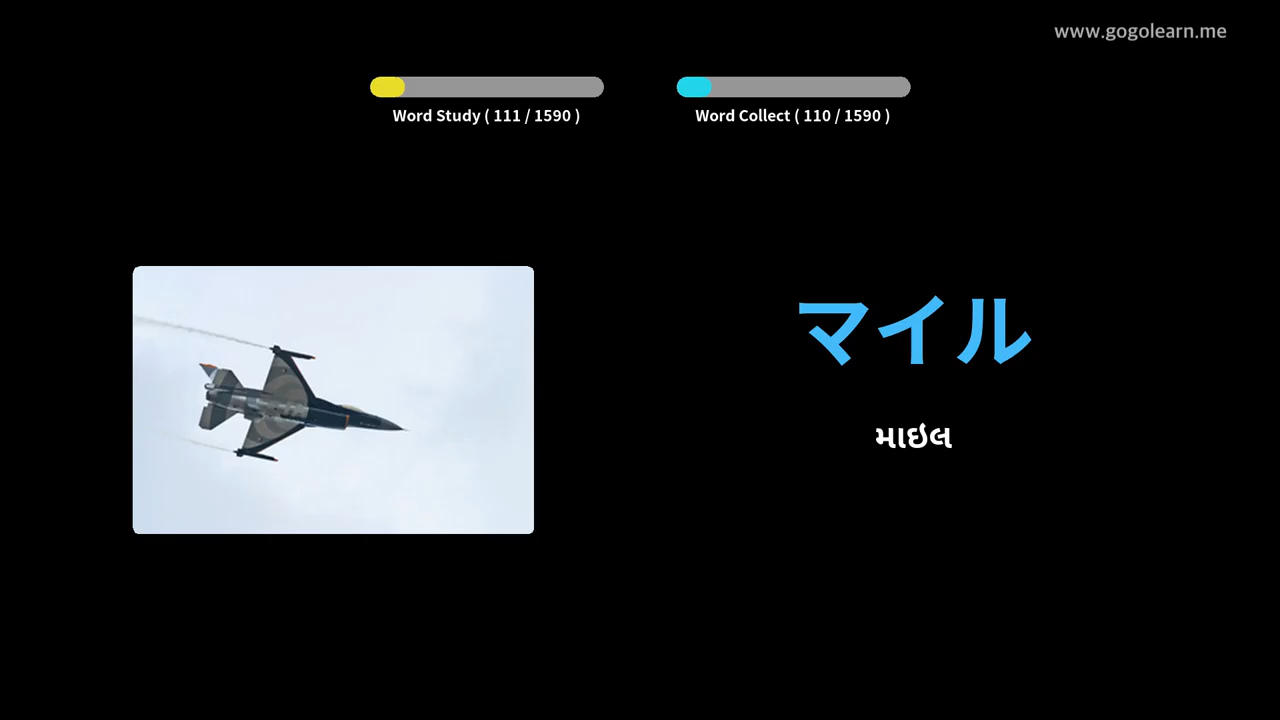 www.gogolearn.me
Word Study ( 111 / 1590 )
Word Collect ( 110 / 1590 )
マイル
માઇલ